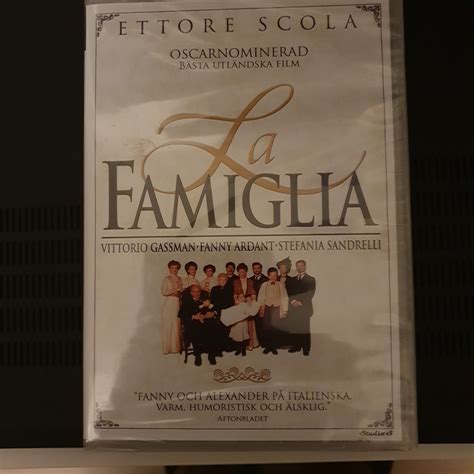 ETTORE SCOLA
OSCARNOMINERAD
BÄSTA UTLÄNDSKA FILM
La
FAMIGLIA
VITTORIO GASSMAN · FANNY ARDANT · STEFANIA SANDRELLI
"FANNY OCH ALEXANDER PÅ ITALIENSKA.
VARM, HUMORISTISK OCH ÄLSKLIG."
AFTONBLADET
StudioS